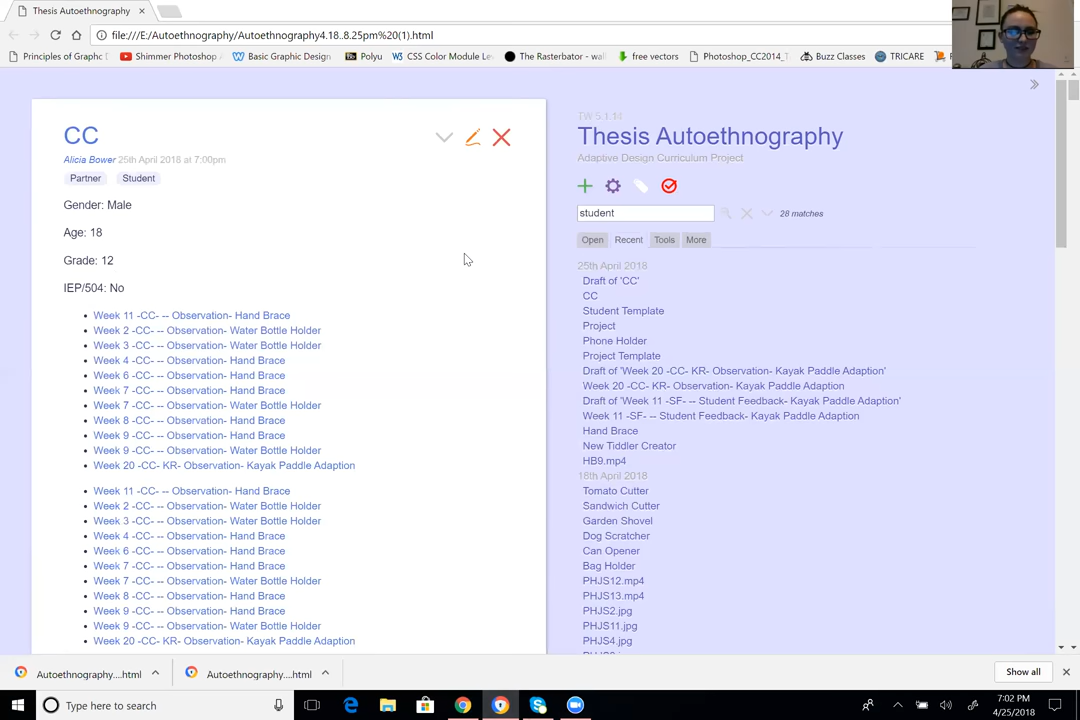 Thesis Autoethnography
file:///E:/Autoethnography/Autoethnography4.18..8.25pm%20(1).html
Principles of Graphc
Shimmer Photoshop
Basic Graphic Design
Polyu
CSS Color Module Le
The Rasterbator - wal
free vectors
Photoshop_CC2014_T
Buzz Classes
TRICARE
CC
Alicia Bower 25th April 2018 at 7:00pm
Partner Student
Gender: Male
Age: 18
Grade: 12
IEP/504: No
Week 11 -CC- -- Observation- Hand Brace
Week 2 -CC- -- Observation- Water Bottle Holder
Week 3 -CC- -- Observation- Water Bottle Holder
Week 4 -CC- -- Observation- Hand Brace
Week 6 -CC- -- Observation- Hand Brace
Week 7 -CC- -- Observation- Hand Brace
Week 7 -CC- -- Observation- Water Bottle Holder
Week 8 -CC- -- Observation- Hand Brace
Week 9 -CC- -- Observation- Hand Brace
Week 9 -CC- -- Observation- Water Bottle Holder
Week 20 -CC- KR- Observation- Kayak Paddle Adaption
Week 11 -CC- -- Observation- Hand Brace
Week 2 -CC- -- Observation- Water Bottle Holder
Week 3 -CC- -- Observation- Water Bottle Holder
Week 4 -CC- -- Observation- Hand Brace
Week 6 -CC- -- Observation- Hand Brace
Week 7 -CC- -- Observation- Hand Brace
Week 7 -CC- -- Observation- Water Bottle Holder
Week 8 -CC- -- Observation- Hand Brace
Week 9 -CC- -- Observation- Hand Brace
Week 9 -CC- -- Observation- Water Bottle Holder
Week 20 -CC- KR- Observation- Kayak Paddle Adaption
TW 5.1.14
Thesis Autoethnography
Adaptive Design Curriculum Project
student
28 matches
Open Recent Tools More
25th April 2018
Draft of 'CC'
CC
Student Template
Project
Phone Holder
Project Template
Draft of 'Week 20 -CC- KR- Observation- Kayak Paddle Adaption'
Week 20 -CC- KR- Observation- Kayak Paddle Adaption
Draft of 'Week 11 -SF- -- Student Feedback- Kayak Paddle Adaption'
Week 11 -SF- -- Student Feedback- Kayak Paddle Adaption
Hand Brace
New Tiddler Creator
HB9.mp4
18th April 2018
Tomato Cutter
Sandwich Cutter
Garden Shovel
Dog Scratcher
Can Opener
Bag Holder
PHJS12.mp4
PHJS13.mp4
PHJS2.jpg
PHJS11.jpg
PHJS4.jpg
Autoethnography....html
Autoethnography....html
Show all
Type here to search
7:02 PM
4/25/2018